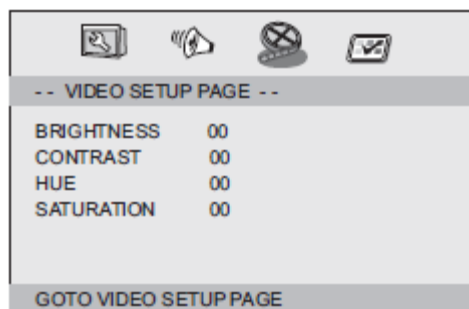 -- VIDEO SETUP PAGE --
BRIGHTNESS 00
CONTRAST 00
HUE 00
SATURATION 00
GOTO VIDEO SETUP PAGE